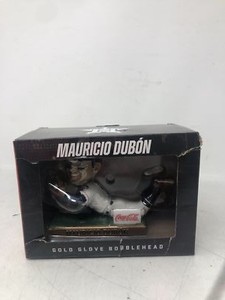 MAURICIO DUBÓN
Coca-Cola
GOLD GLOVE BOBBLEHEAD